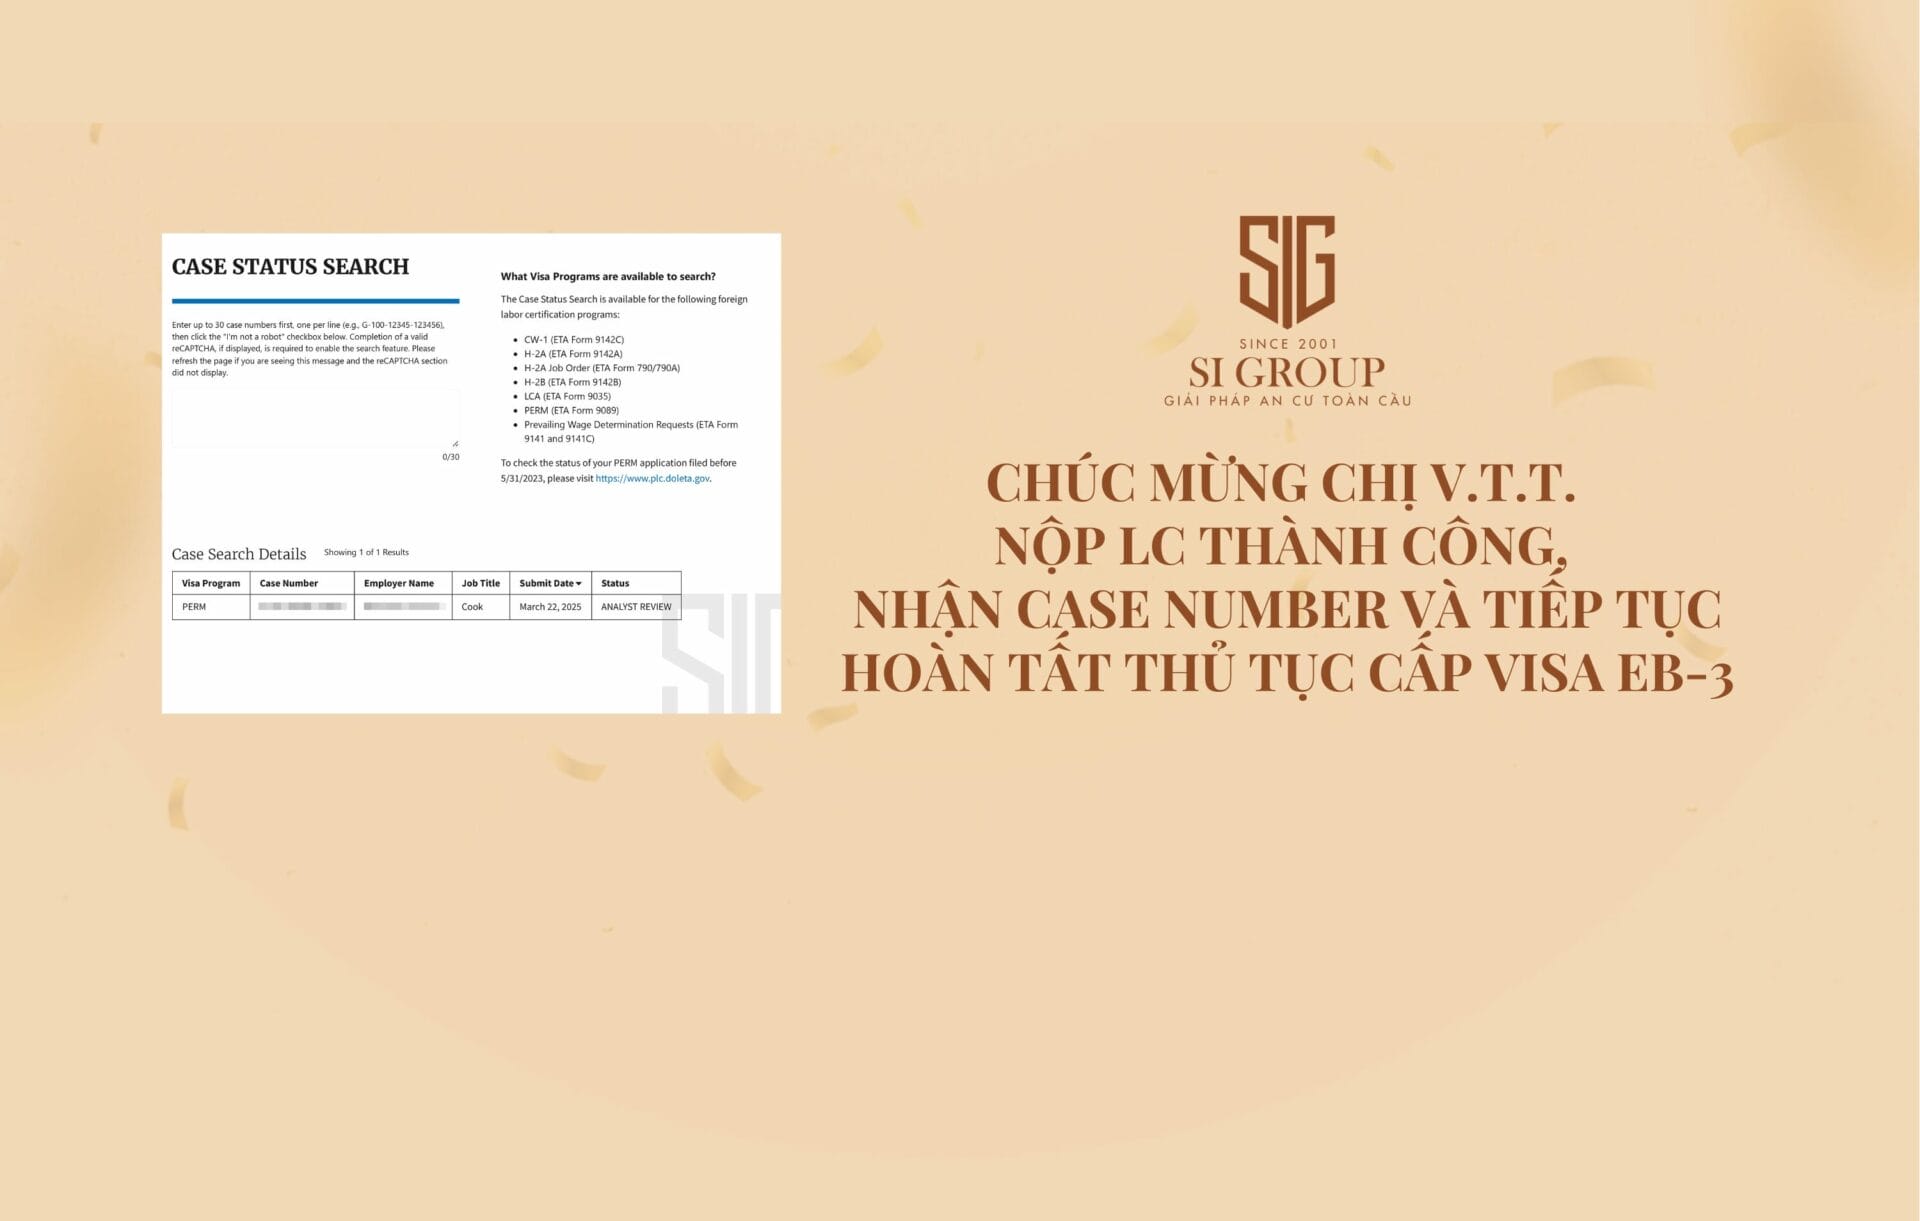 CASE STATUS SEARCH
Enter up to 30 case numbers first, one per line (e.g., G-100-12345-123456),
then click the "I'm not a robot" checkbox below. Completion of a valid
reCAPTCHA, if displayed, is required to enable the search feature. Please
refresh the page if you are seeing this message and the reCAPTCHA section
did not display.
0/30
What Visa Programs are available to search?
The Case Status Search is available for the following foreign
labor certification programs:
• CW-1 (ETA Form 9142C)
• H-2A (ETA Form 9142A)
• H-2A Job Order (ETA Form 790/790A)
• H-2B (ETA Form 9142B)
• LCA (ETA Form 9035)
• PERM (ETA Form 9089)
• Prevailing Wage Determination Requests (ETA Form
9141 and 9141C)
To check the status of your PERM application filed before
5/31/2023, please visit https://www.plc.doleta.gov.
Case Search Details Showing 1 of 1 Results
Visa Program Case Number Employer Name Job Title Submit Date Status
PERM Cook March 22, 2025 ANALYST REVIEW
SIG
SIG
SINCE 2001
SI GROUP
GIẢI PHÁP AN CƯ TOÀN CẦU
CHÚC MỪNG CHỊ V.T.T.
NỘP LC THÀNH CÔNG,
NHẬN CASE NUMBER VÀ TIẾP TỤC
HOÀN TẤT THỦ TỤC CẤP VISA EB-3